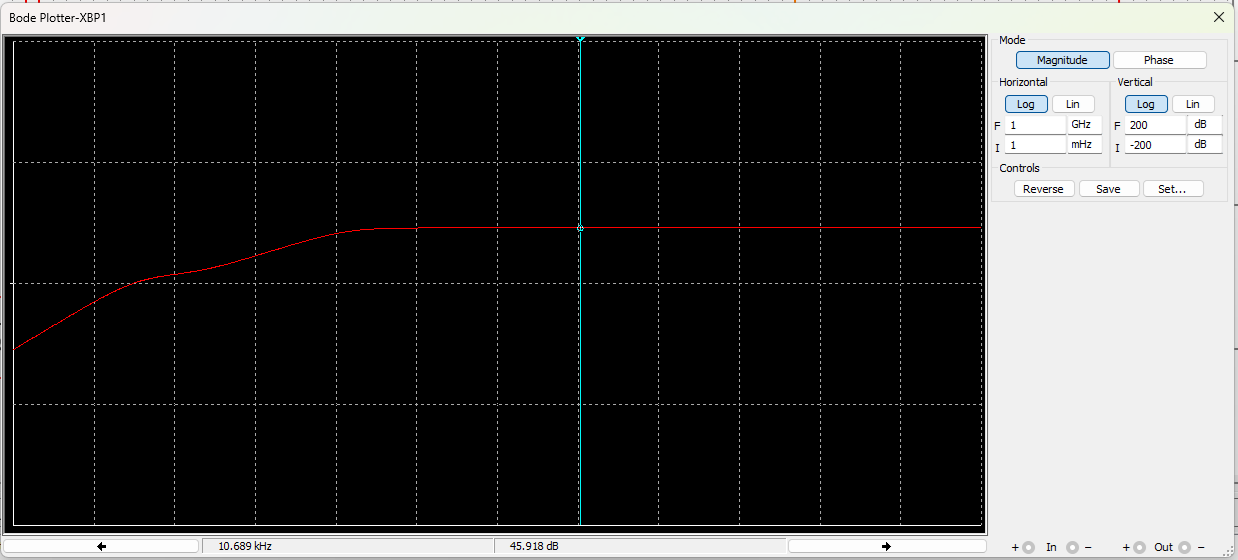 Bode Plotter-XBP1
Mode
Magnitude Phase
Horizontal Vertical
Log Lin Log Lin
F 1 GHz F 200 dB
I 1 mHz I -200 dB
Controls
Reverse Save Set...
10.689 kHz 45.918 dB
+ In - + Out -